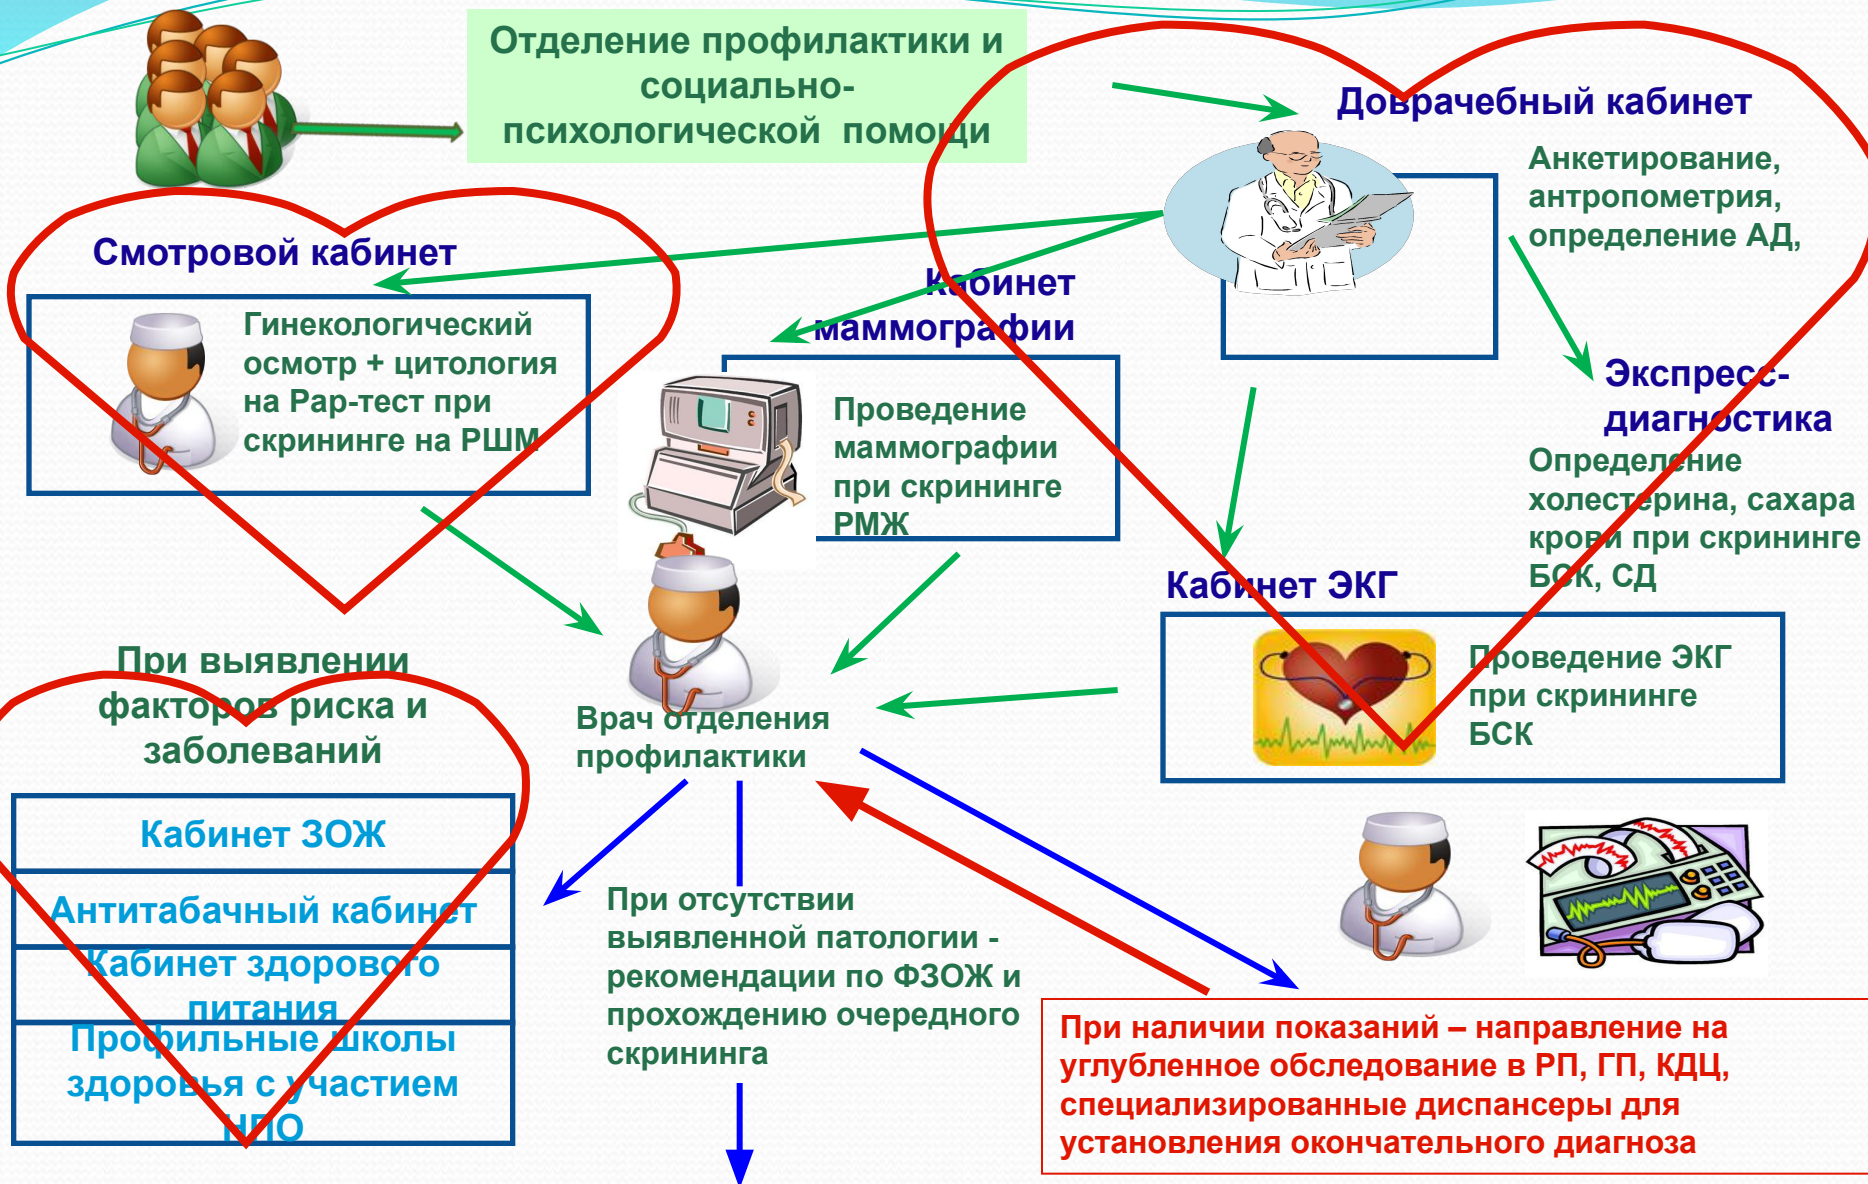 Отделение профилактики и
социально-
психологической помощи
Доврачебный кабинет
Анкетирование,
антропометрия,
определение АД,
Смотровой кабинет
Гинекологический
осмотр + цитология
на Рар-тест при
скрининге на РШМ
Кабинет
маммографии
Проведение
маммографии
при скрининге
РМЖ
Экспресс-
диагностика
Определение
холестерина, сахара
крови при скрининге
БСК, СД
Кабинет ЭКГ
Проведение ЭКГ
при скрининге
БСК
Врач отделения
профилактики
При выявлении
факторов риска и
заболеваний
Кабинет ЗОЖ
Антитабачный кабинет
Кабинет здорового
питания
Профильные школы
здоровья с участием
НПО
При отсутствии
выявленной патологии -
рекомендации по ФЗОЖ и
прохождению очередного
скрининга
При наличии показаний – направление на
углубленное обследование в РП, ГП, КДЦ,
специализированные диспансеры для
установления окончательного диагноза